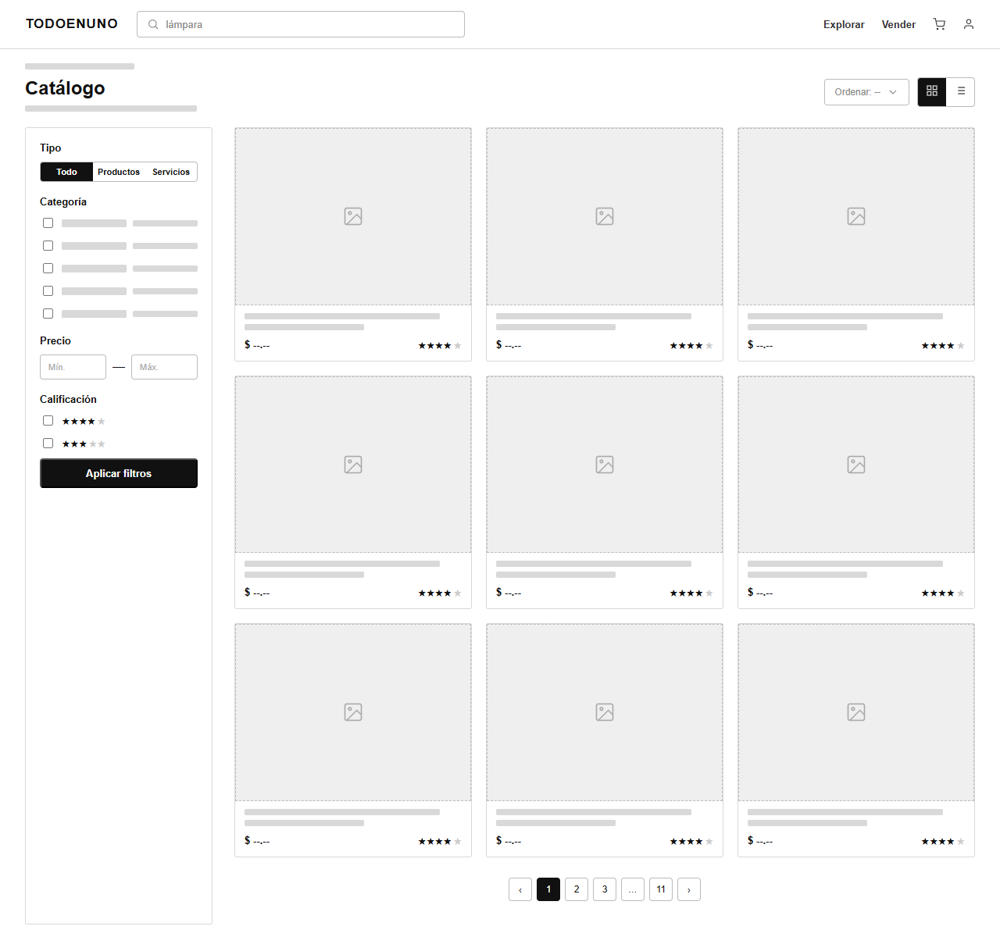 TODOENUNO
lámpara
Explorar
Vender
Catálogo
Ordenar: --
Tipo
Todo Productos Servicios
Categoría
Precio
Mín. — Máx.
Calificación
★★★★★
★★★★★
Aplicar filtros
$ --.-- ★★★★★
$ --.-- ★★★★★
$ --.-- ★★★★★
$ --.-- ★★★★★
$ --.-- ★★★★★
$ --.-- ★★★★★
$ --.-- ★★★★★
$ --.-- ★★★★★
$ --.-- ★★★★★
‹ 1 2 3 ... 11 ›